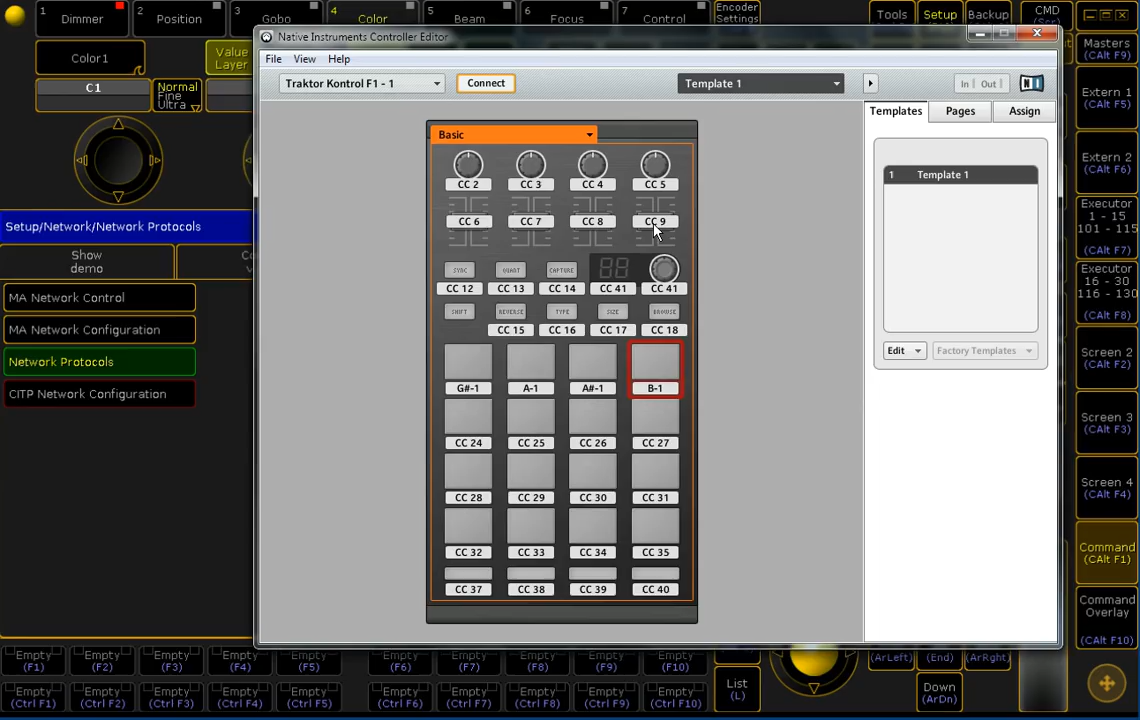 1 Dimmer
2 Position
3 Gobo
4 Color
5 Beam
6 Focus
7 Control
Encoder Settings
Tools
Setup
Backup
CMD
Color1
Value Layer
C1
Normal
Fine
Ultra
Setup/Network/Network Protocols
Show demo
MA Network Control
MA Network Configuration
Network Protocols
CITP Network Configuration
Native Instruments Controller Editor
File View Help
Traktor Kontrol F1 - 1
Connect
Template 1
In Out
Templates Pages Assign
1 Template 1
Edit
Factory Templates
Basic
CC 2 CC 3 CC 4 CC 5
CC 6 CC 7 CC 8 CC 9
SYNC QUANT CAPTURE
CC 12 CC 13 CC 14 CC 41 CC 41
SHIFT REVERSE TYPE SIZE BROWSE
CC 15 CC 16 CC 17 CC 18
G#-1 A-1 A#-1 B-1
CC 24 CC 25 CC 26 CC 27
CC 28 CC 29 CC 30 CC 31
CC 32 CC 33 CC 34 CC 35
CC 37 CC 38 CC 39 CC 40
Masters
(CAlt F9)
Extern 1
(CAlt F5)
Extern 2
(CAlt F6)
Executor
1 - 15
101 - 115
(CAlt F7)
Executor
16 - 30
116 - 130
(CAlt F8)
Screen 2
(CAlt F2)
Screen 3
(CAlt F3)
Screen 4
(CAlt F4)
Command
(CAlt F1)
Command
Overlay
(CAlt F10)
Empty Empty Empty Empty Empty Empty Empty Empty Empty Empty
(F1) (F2) (F3) (F4) (F5) (F6) (F7) (F8) (F9) (F10)
Empty Empty Empty Empty Empty Empty Empty Empty Empty Empty
(Ctrl F1) (Ctrl F2) (Ctrl F3) (Ctrl F4) (Ctrl F5) (Ctrl F6) (Ctrl F7) (Ctrl F8) (Ctrl F9) (Ctrl F10)
List
(L)
(ArLeft) (End) (ArRght)
Down
(ArDn)